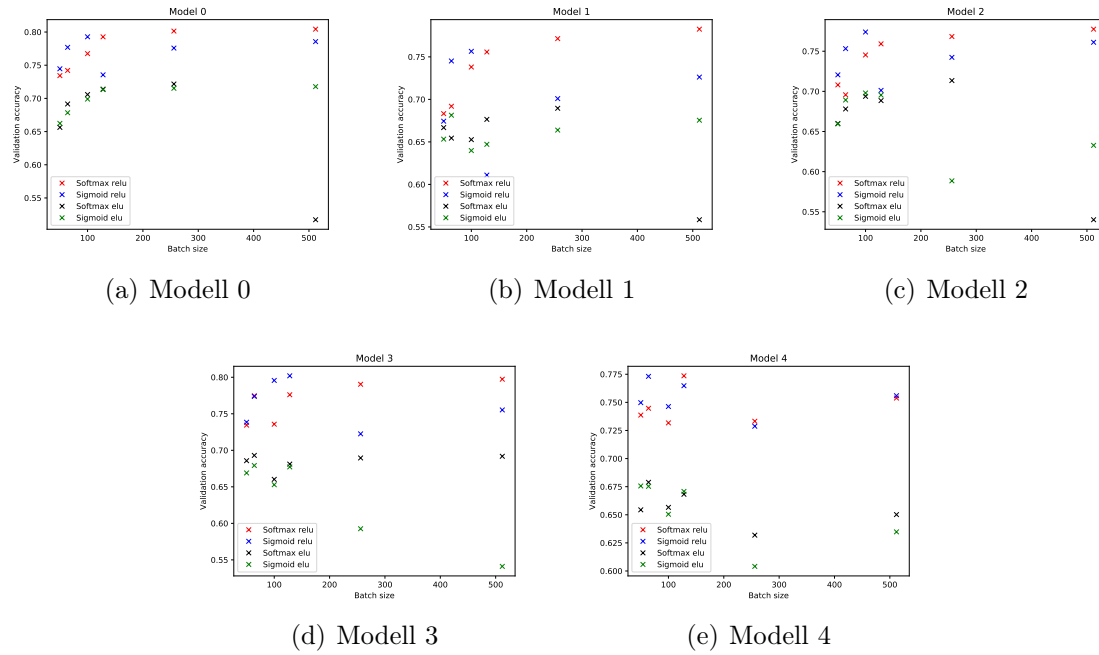 Model 0
Validation accuracy
0.80
0.75
0.70
0.65
0.60
0.55
Softmax relu
Sigmoid relu
Softmax elu
Sigmoid elu
100 200 300 400 500
Batch size
(a) Modell 0
Model 1
Validation accuracy
0.75
0.70
0.65
0.60
0.55
Softmax relu
Sigmoid relu
Softmax elu
Sigmoid elu
100 200 300 400 500
Batch size
(b) Modell 1
Model 2
Validation accuracy
0.75
0.70
0.65
0.60
0.55
Softmax relu
Sigmoid relu
Softmax elu
Sigmoid elu
100 200 300 400 500
Batch size
(c) Modell 2
Model 3
Validation accuracy
0.80
0.75
0.70
0.65
0.60
0.55
Softmax relu
Sigmoid relu
Softmax elu
Sigmoid elu
100 200 300 400 500
Batch size
(d) Modell 3
Model 4
Validation accuracy
0.775
0.750
0.725
0.700
0.675
0.650
0.625
0.600
Softmax relu
Sigmoid relu
Softmax elu
Sigmoid elu
100 200 300 400 500
Batch size
(e) Modell 4